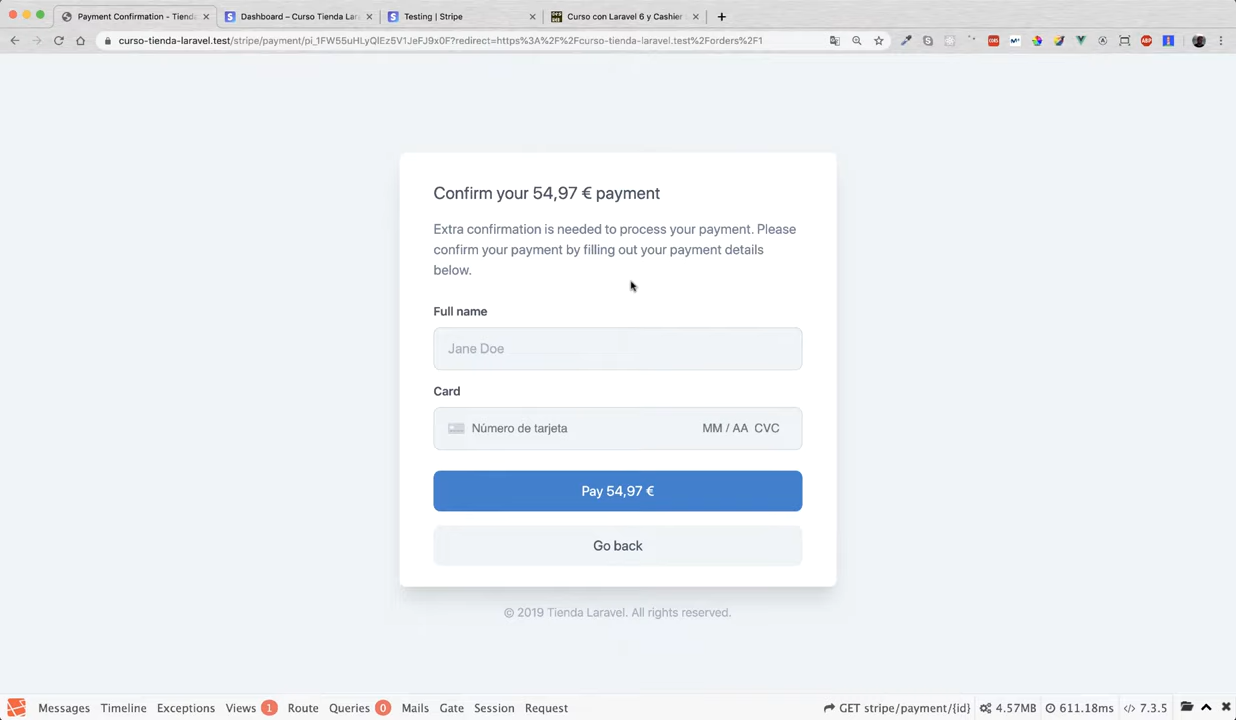 Payment Confirmation - Tienda
Dashboard – Curso Tienda Lar
Testing | Stripe
Curso con Laravel 6 y Cashier
curso-tienda-laravel.test/stripe/payment/pi_1FW55uHLyQlEz5V1JeFJ9x0F?redirect=https%3A%2F%2Fcurso-tienda-laravel.test%2Forders%2F1
Confirm your 54,97 € payment
Extra confirmation is needed to process your payment. Please
confirm your payment by filling out your payment details
below.
Full name
Jane Doe
Card
Número de tarjeta MM / AA CVC
Pay 54,97 €
Go back
© 2019 Tienda Laravel. All rights reserved.
Messages Timeline Exceptions Views 1 Route Queries 0 Mails Gate Session Request GET stripe/payment/{id} 4.57MB 611.18ms 7.3.5